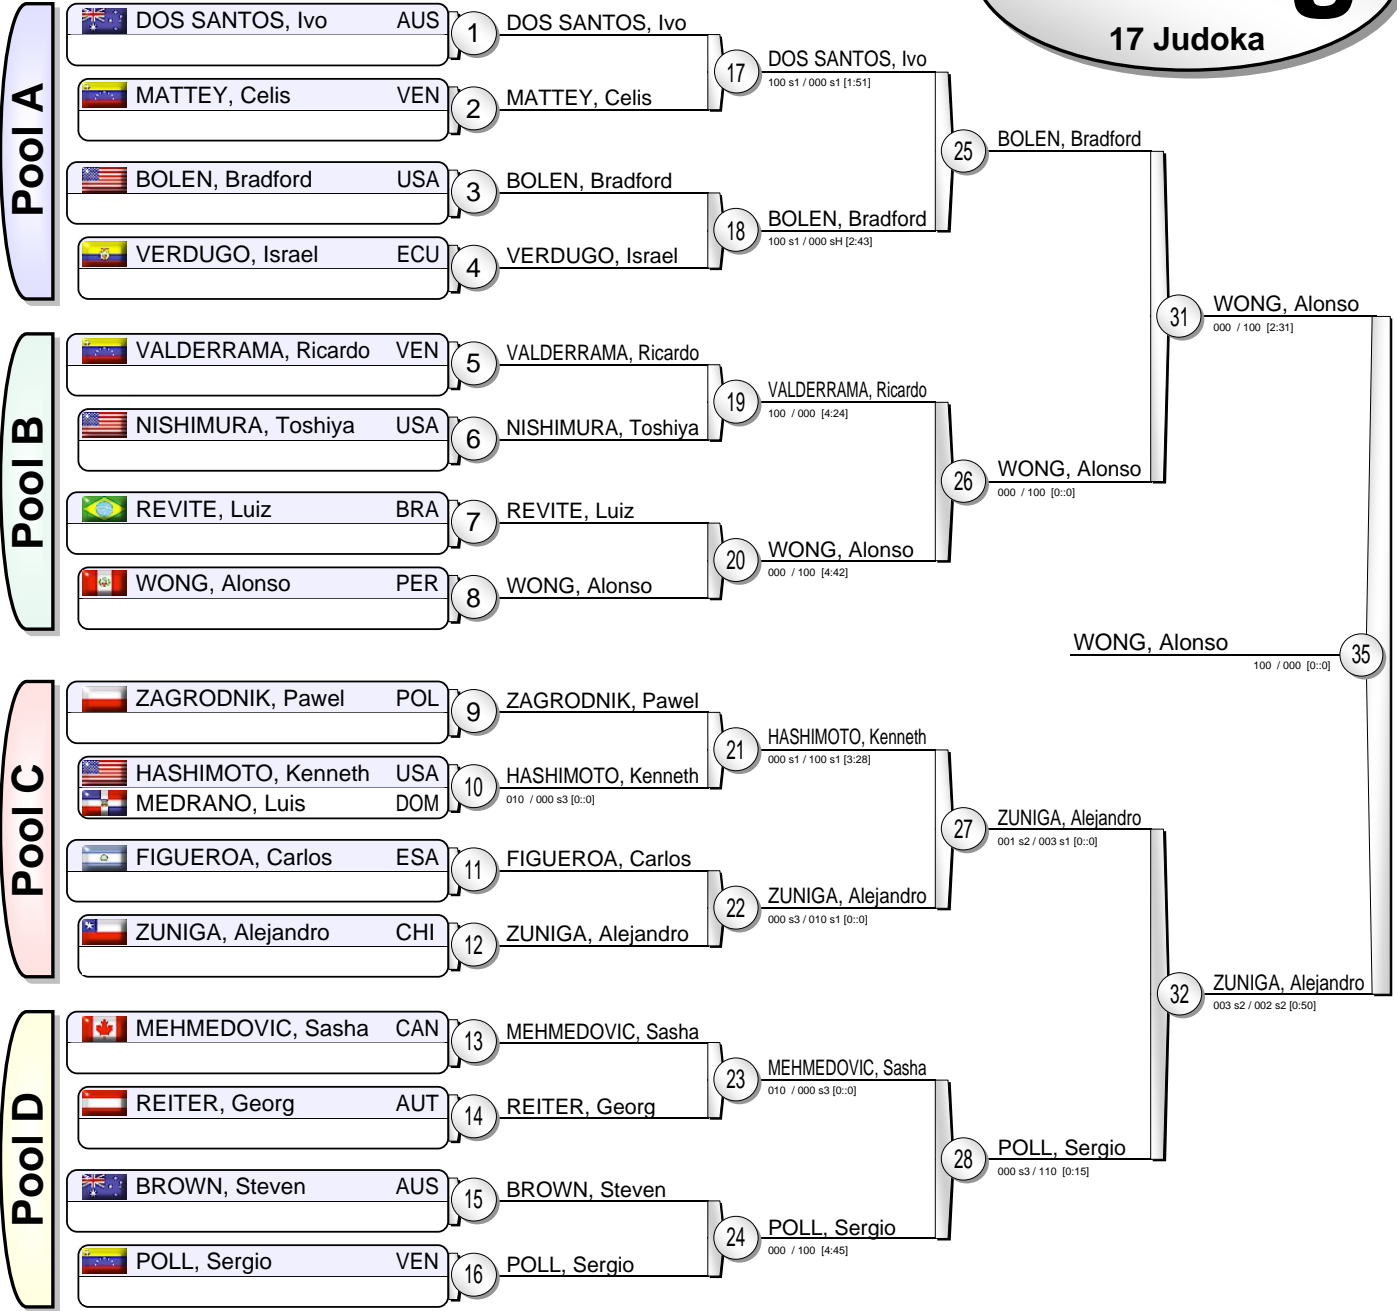 17 Judoka
Pool A
DOS SANTOS, Ivo AUS
1
MATTEY, Celis VEN
2
BOLEN, Bradford USA
3
VERDUGO, Israel ECU
4
Pool B
VALDERRAMA, Ricardo VEN
5
NISHIMURA, Toshiya USA
6
REVITE, Luiz BRA
7
WONG, Alonso PER
8
Pool C
ZAGRODNIK, Pawel POL
9
HASHIMOTO, Kenneth USA
MEDRANO, Luis DOM
10
FIGUEROA, Carlos ESA
11
ZUNIGA, Alejandro CHI
12
Pool D
MEHMEDOVIC, Sasha CAN
13
REITER, Georg AUT
14
BROWN, Steven AUS
15
POLL, Sergio VEN
16
DOS SANTOS, Ivo
MATTEY, Celis
17
BOLEN, Bradford
VERDUGO, Israel
18
VALDERRAMA, Ricardo
NISHIMURA, Toshiya
19
REVITE, Luiz
WONG, Alonso
20
ZAGRODNIK, Pawel
HASHIMOTO, Kenneth
010 / 000 s3 [0::0]
21
FIGUEROA, Carlos
ZUNIGA, Alejandro
22
MEHMEDOVIC, Sasha
REITER, Georg
23
BROWN, Steven
POLL, Sergio
24
DOS SANTOS, Ivo
100 s1 / 000 s1 [1:51]
BOLEN, Bradford
100 s1 / 000 sH [2:43]
25
VALDERRAMA, Ricardo
100 / 000 [4:24]
WONG, Alonso
000 / 100 [4:42]
26
HASHIMOTO, Kenneth
000 s1 / 100 s1 [3:28]
ZUNIGA, Alejandro
000 s3 / 010 s1 [0::0]
27
MEHMEDOVIC, Sasha
010 / 000 s3 [0::0]
POLL, Sergio
000 / 100 [4:45]
28
BOLEN, Bradford
WONG, Alonso
000 / 100 [0::0]
31
ZUNIGA, Alejandro
001 s2 / 003 s1 [0::0]
POLL, Sergio
000 s3 / 110 [0:15]
32
WONG, Alonso
000 / 100 [2:31]
ZUNIGA, Alejandro
003 s2 / 002 s2 [0:50]
35
WONG, Alonso
100 / 000 [0::0]